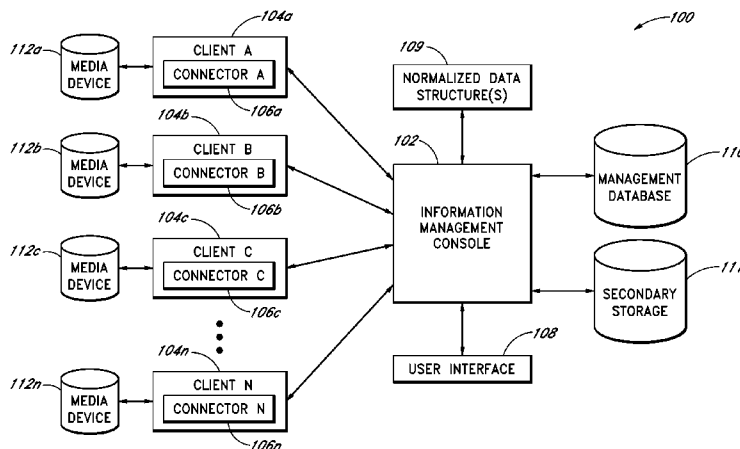 100
104a
112a
CLIENT A
MEDIA
DEVICE
CONNECTOR A
106a
109
NORMALIZED DATA
STRUCTURE(S)
104b
112b
CLIENT B
MEDIA
DEVICE
CONNECTOR B
106b
102
INFORMATION
MANAGEMENT
CONSOLE
MANAGEMENT
DATABASE
110
104c
112c
CLIENT C
MEDIA
DEVICE
CONNECTOR C
106c
SECONDARY
STORAGE
111
104n
112n
CLIENT N
MEDIA
DEVICE
CONNECTOR N
106n
108
USER INTERFACE